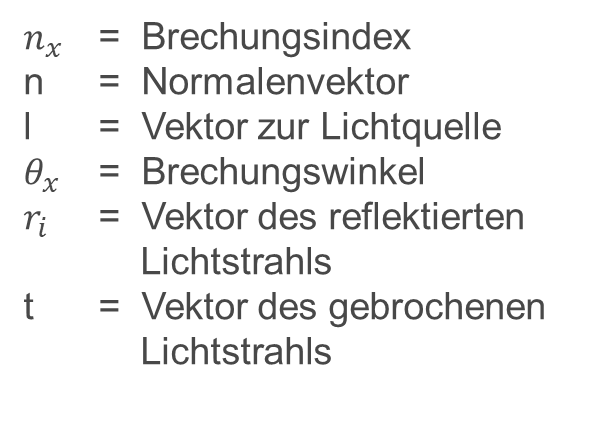 nₓ = Brechungsindex
n = Normalenvektor
l = Vektor zur Lichtquelle
θₓ = Brechungswinkel
rᵢ = Vektor des reflektierten
Lichtstrahls
t = Vektor des gebrochenen
Lichtstrahls